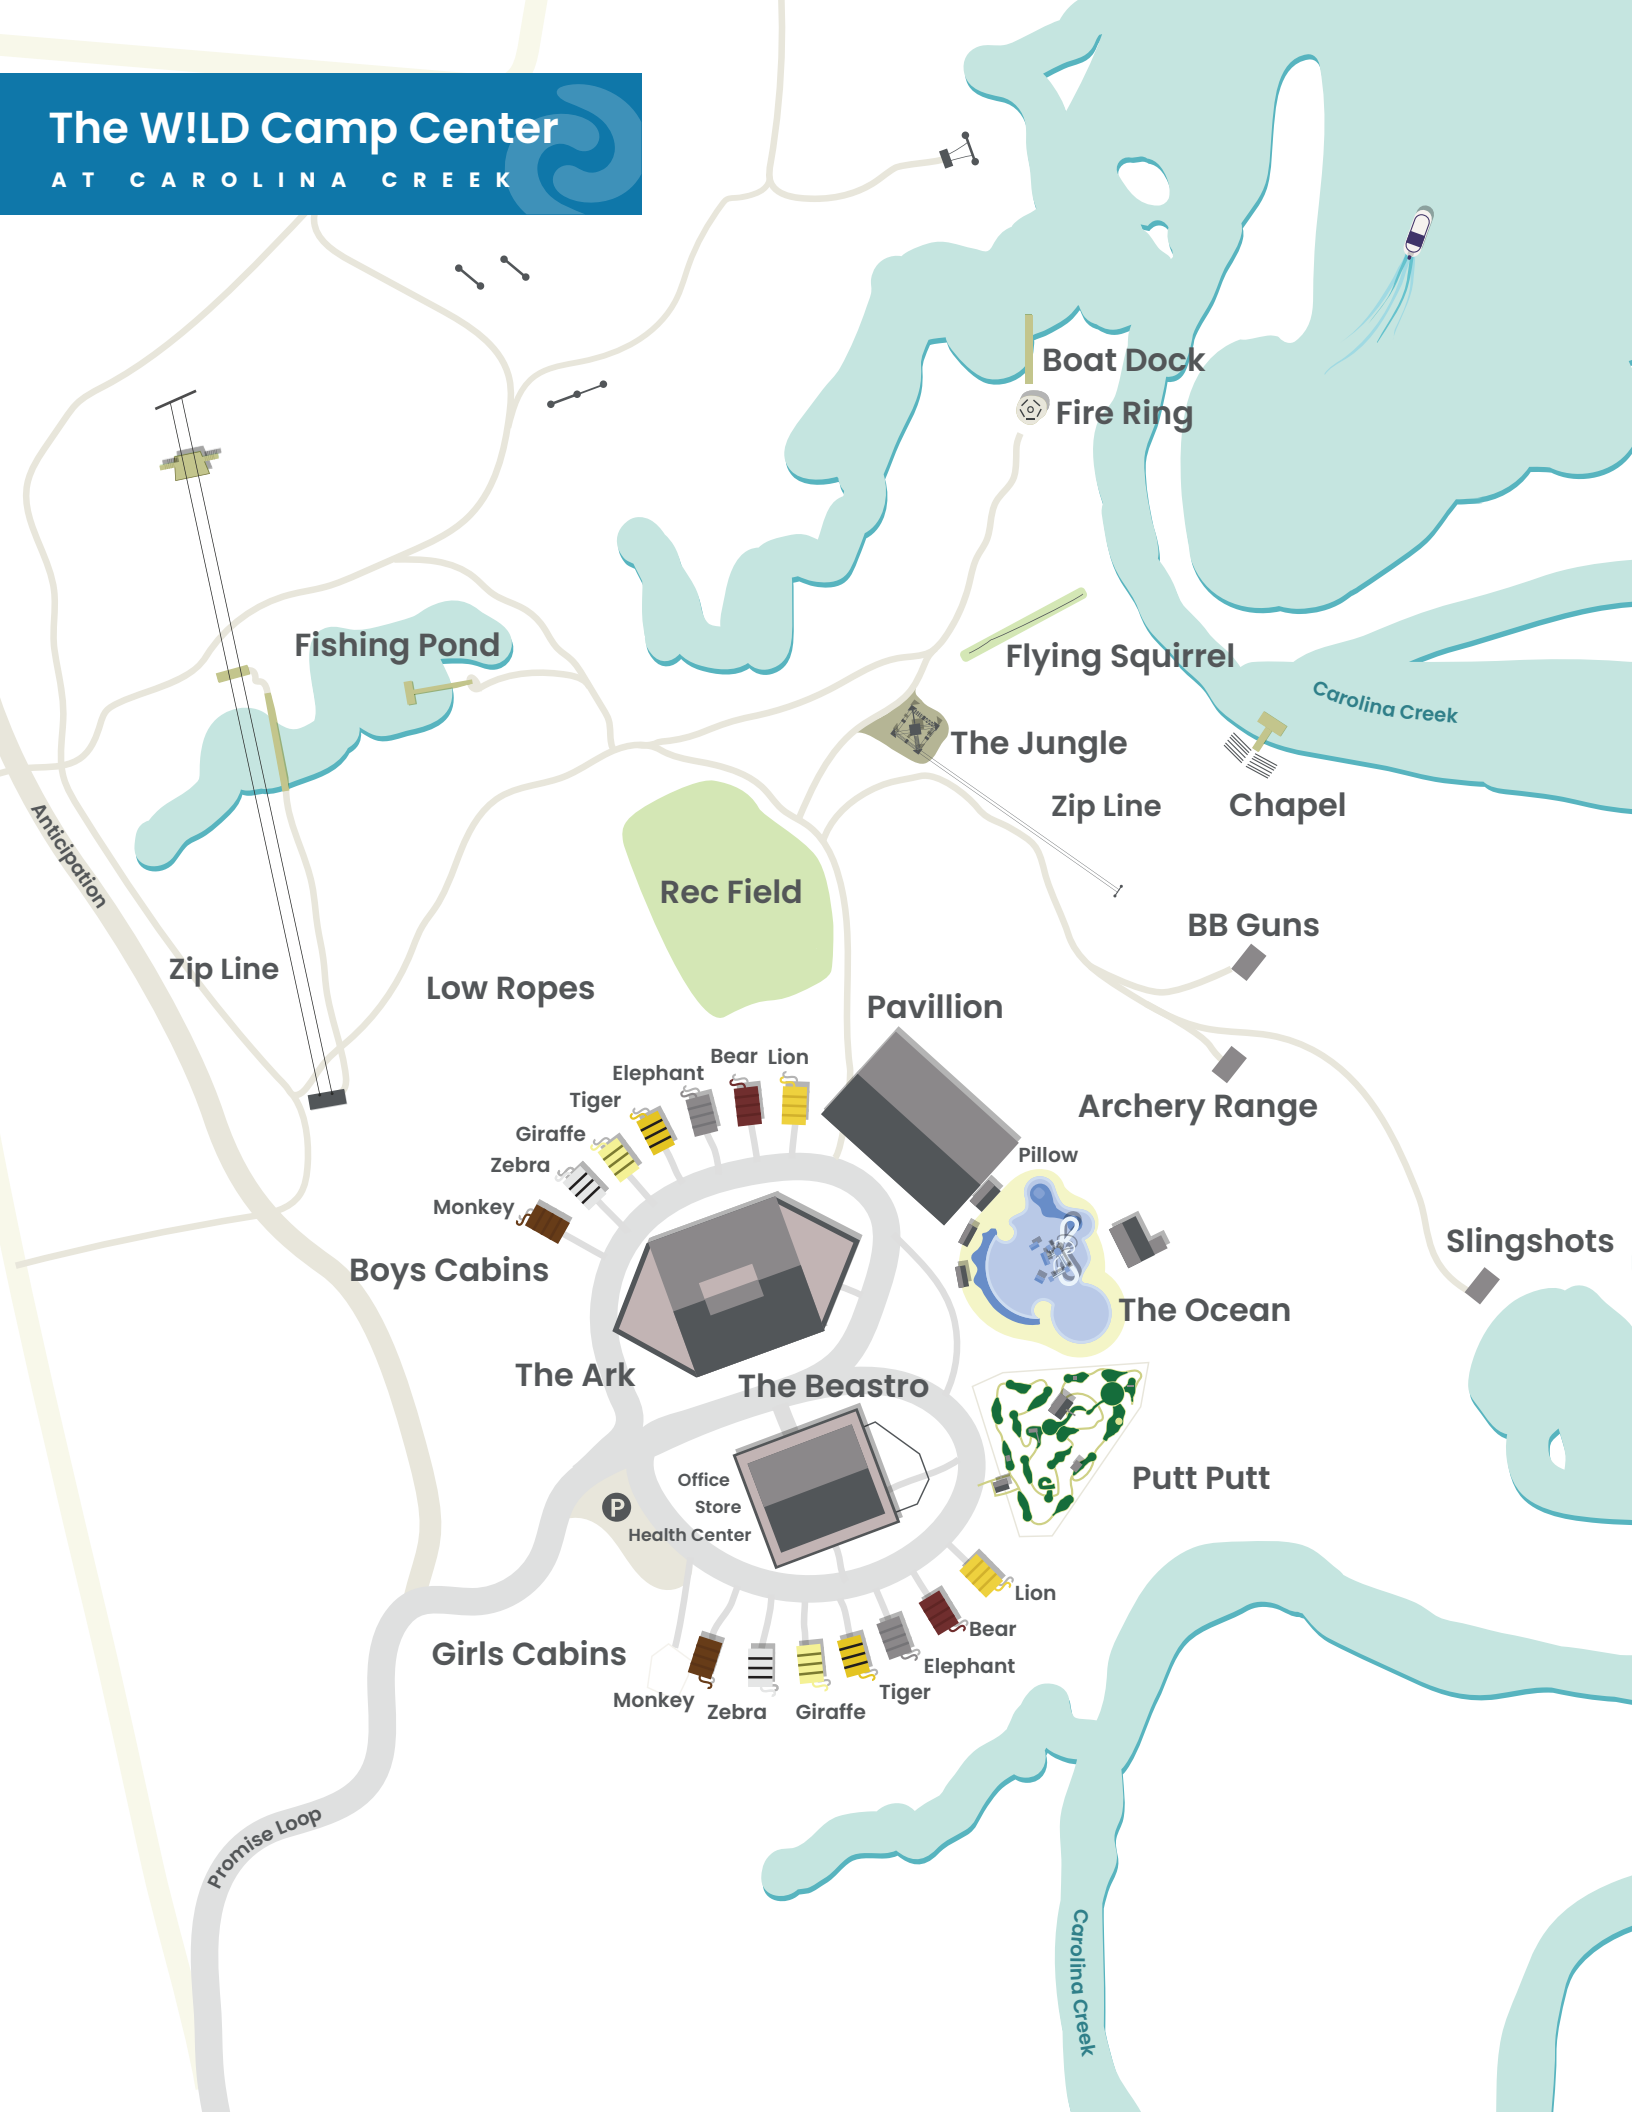 The W!LD Camp Center
AT CAROLINA CREEK
Boat Dock
Fire Ring
Fishing Pond
Flying Squirrel
Carolina Creek
The Jungle
Zip Line
Chapel
Anticipation
Rec Field
BB Guns
Zip Line
Low Ropes
Pavillion
Bear
Lion
Elephant
Tiger
Archery Range
Giraffe
Pillow
Zebra
Monkey
Slingshots
Boys Cabins
The Ocean
The Ark
The Beastro
Putt Putt
Office
P
Store
Health Center
Lion
Bear
Girls Cabins
Elephant
Tiger
Monkey
Zebra
Giraffe
Promise Loop
Carolina Creek